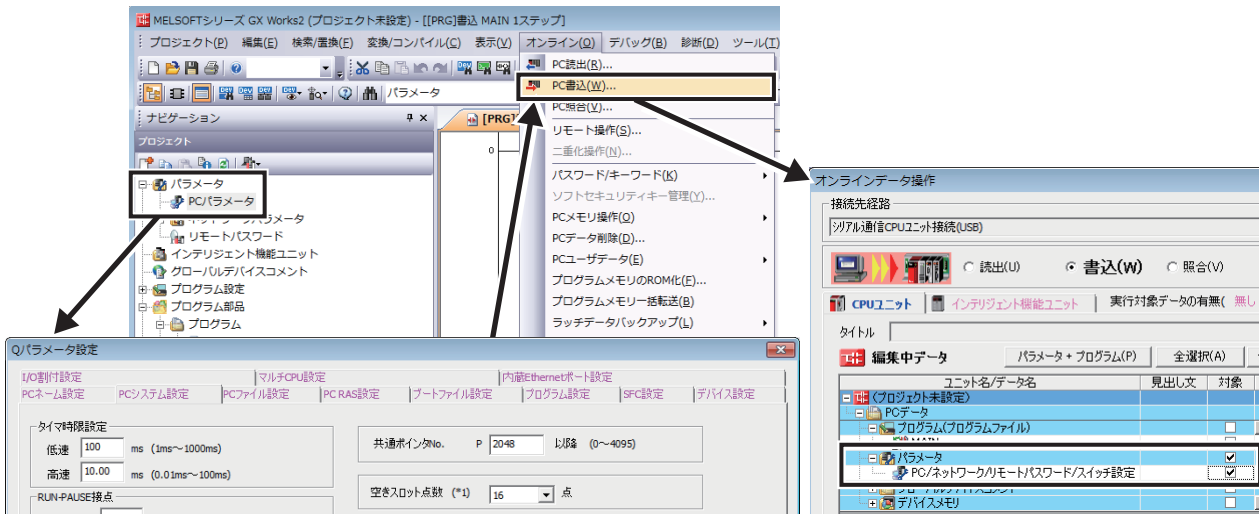 MELSOFTシリーズ GX Works2 (プロジェクト未設定) - [[PRG]書込 MAIN 1ステップ]
プロジェクト(P) 編集(E) 検索/置換(F) 変換/コンパイル(C) 表示(V) オンライン(O) デバッグ(B) 診断(D) ツール(T)
パラメータ
ナビゲーション
プロジェクト
パラメータ
PCパラメータ
リモートパスワード
インテリジェント機能ユニット
グローバルデバイスコメント
プログラム設定
プログラム部品
プログラム
[PRG]
0
PC読出(R)...
PC書込(W)...
PC照合(V)...
リモート操作(S)...
二重化操作(N)...
パスワード/キーワード(K)
ソフトセキュリティキー管理(Y)...
PCメモリ操作(O)
PCデータ削除(D)...
PCユーザデータ(E)
プログラムメモリのROM化(F)...
プログラムメモリ一括転送(B)
ラッチデータバックアップ(L)
Qパラメータ設定
I/O割付設定 マルチCPU設定 内蔵Ethernetポート設定
PCネーム設定 PCシステム設定 PCファイル設定 PC RAS設定 ブートファイル設定 プログラム設定 SFC設定 デバイス設定
タイマ時限設定
低速 100 ms (1ms～1000ms)
高速 10.00 ms (0.01ms～100ms)
RUN-PAUSE接点
共通ポインタNo. P 2048 以降 (0～4095)
空きスロット点数 (*1) 16 点
オンラインデータ操作
接続先経路
シリアル通信CPUユニット接続(USB)
読出(U) 書込(W) 照合(V)
CPUユニット インテリジェント機能ユニット 実行対象データの有無( 無し
タイトル
編集中データ パラメータ + プログラム(P) 全選択(A)
ユニット名/データ名 見出し文 対象
(プロジェクト未設定)
PCデータ
プログラム(プログラムファイル)
パラメータ
PC/ネットワーク/リモートパスワード/スイッチ設定
デバイスメモリ